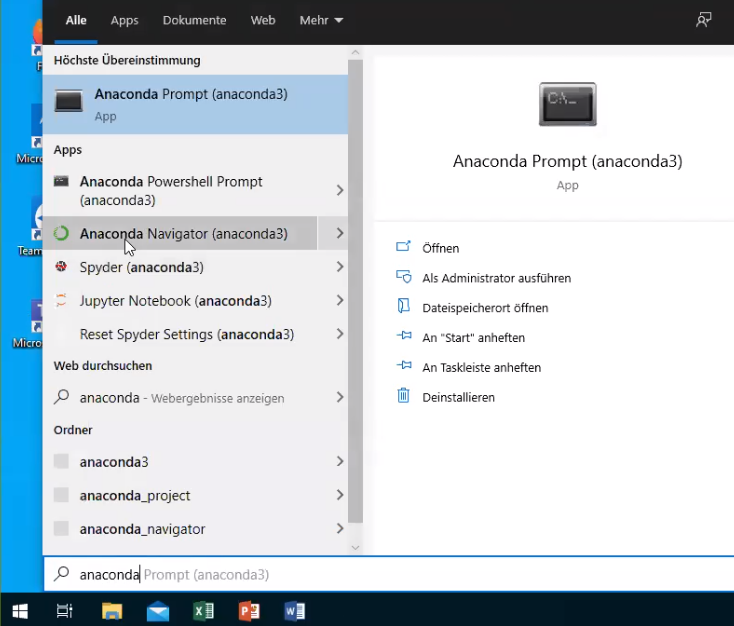 Alle Apps Dokumente Web Mehr
Höchste Übereinstimmung
Anaconda Prompt (anaconda3)
App
Apps
Anaconda Powershell Prompt
(anaconda3)
Anaconda Navigator (anaconda3)
Spyder (anaconda3)
Jupyter Notebook (anaconda3)
Reset Spyder Settings (anaconda3)
Web durchsuchen
anaconda - Webergebnisse anzeigen
Ordner
anaconda3
anaconda_project
anaconda_navigator
anaconda Prompt (anaconda3)
Anaconda Prompt (anaconda3)
App
Öffnen
Als Administrator ausführen
Dateispeicherort öffnen
An "Start" anheften
An Taskleiste anheften
Deinstallieren
Micro
Team
Micro